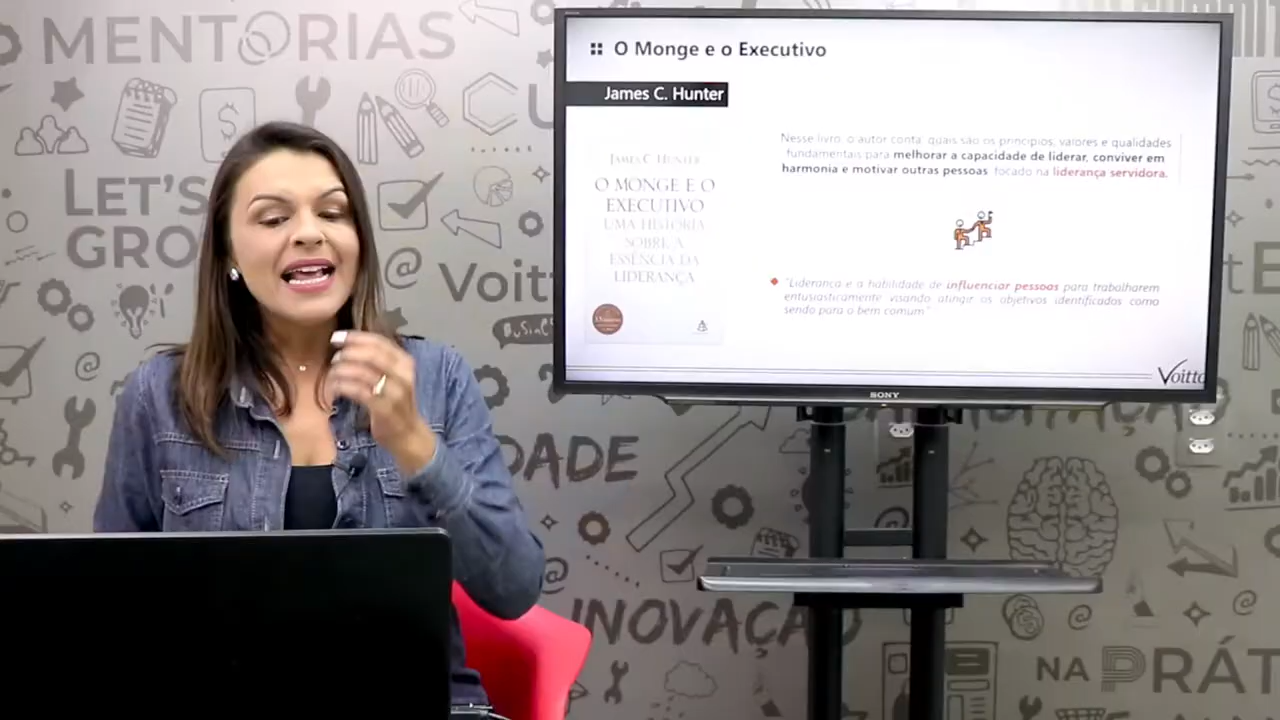 MENTORIAS
LET'S
GRO
Voitt
BUSINES
DADE
INOVAÇA
NA PRÁT
O Monge e o Executivo
James C. Hunter
JAMES C. HUNTER
O MONGE E O
EXECUTIVO
UMA HISTÓRIA
SOBRE A
ESSÊNCIA DA
LIDERANÇA
Nesse livro, o autor conta quais são os princípios, valores e qualidades
fundamentais para melhorar a capacidade de liderar, conviver em
harmonia e motivar outras pessoas focado na liderança servidora.
"Liderança é a habilidade de influenciar pessoas para trabalharem
entusiasticamente visando atingir os objetivos identificados como
sendo para o bem comum"
Voitto
SONY